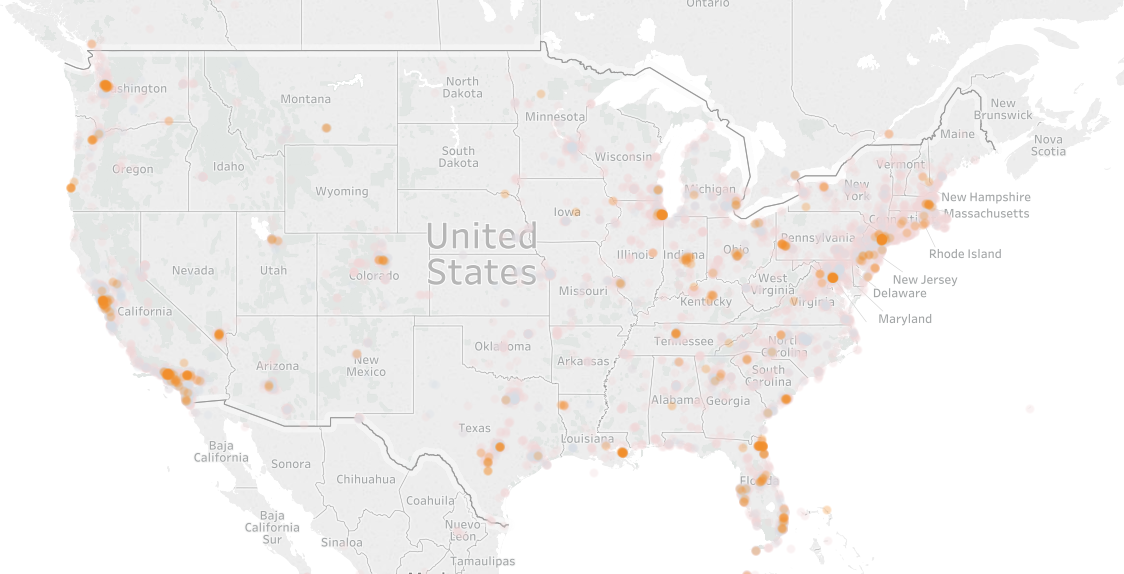 Ontario
North
Dakota
Montana
Minnesota
New
Brunswick
Maine
Nova
Scotia
South
Dakota
Wisconsin
Vermont
Oregon
Idaho
Wyoming
Michigan
New
York
New Hampshire
Massachusetts
Iowa
United
States
Pennsylvania
Illinois
Indiana
Ohio
Rhode Island
Nevada
Utah
Colorado
Missouri
West
Virginia
New Jersey
Delaware
Kentucky
Virginia
California
Maryland
Oklahoma
Tennessee
North
Carolina
Arizona
New
Mexico
Arkansas
South
Carolina
Alabama
Georgia
Texas
Louisiana
Baja
California
Sonora
Chihuahua
Coahuila
Baja
California
Sur
Sinaloa
Nuevo
León
Tamaulipas